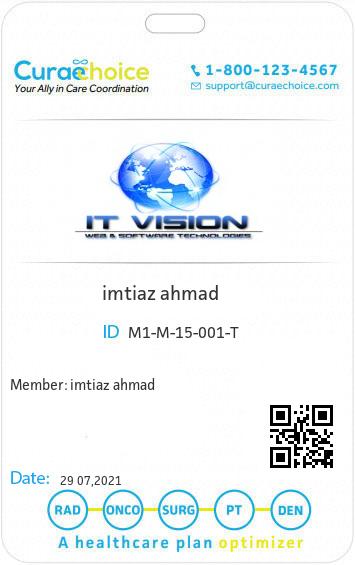 Curaechoice
Your Ally in Care Coordination
1-800-123-4567
support@curaechoice.com
IT VISION
WEB & SOFTWARE TECHNOLOGIES
imtiaz ahmad
ID M1-M-15-001-T
Member: imtiaz ahmad
Date: 29 07,2021
RAD ONCO SURG PT DEN
A healthcare plan optimizer